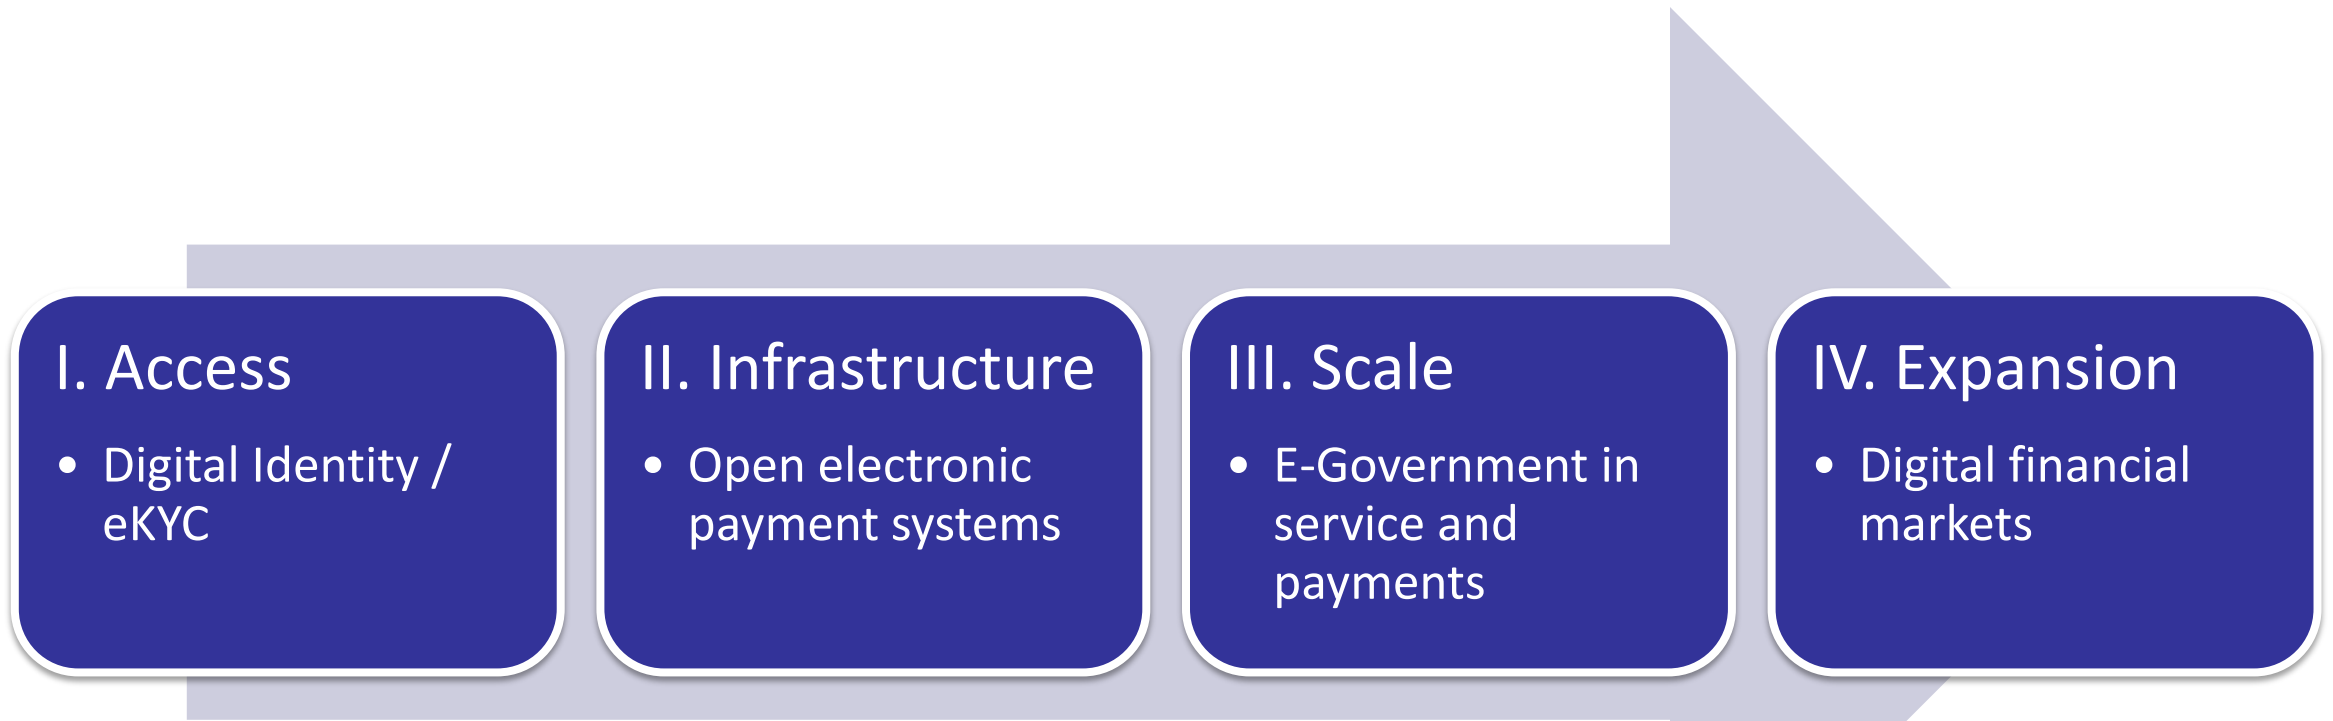 I. Access
• Digital Identity /
eKYC
II. Infrastructure
• Open electronic
payment systems
III. Scale
• E-Government in
service and
payments
IV. Expansion
• Digital financial
markets